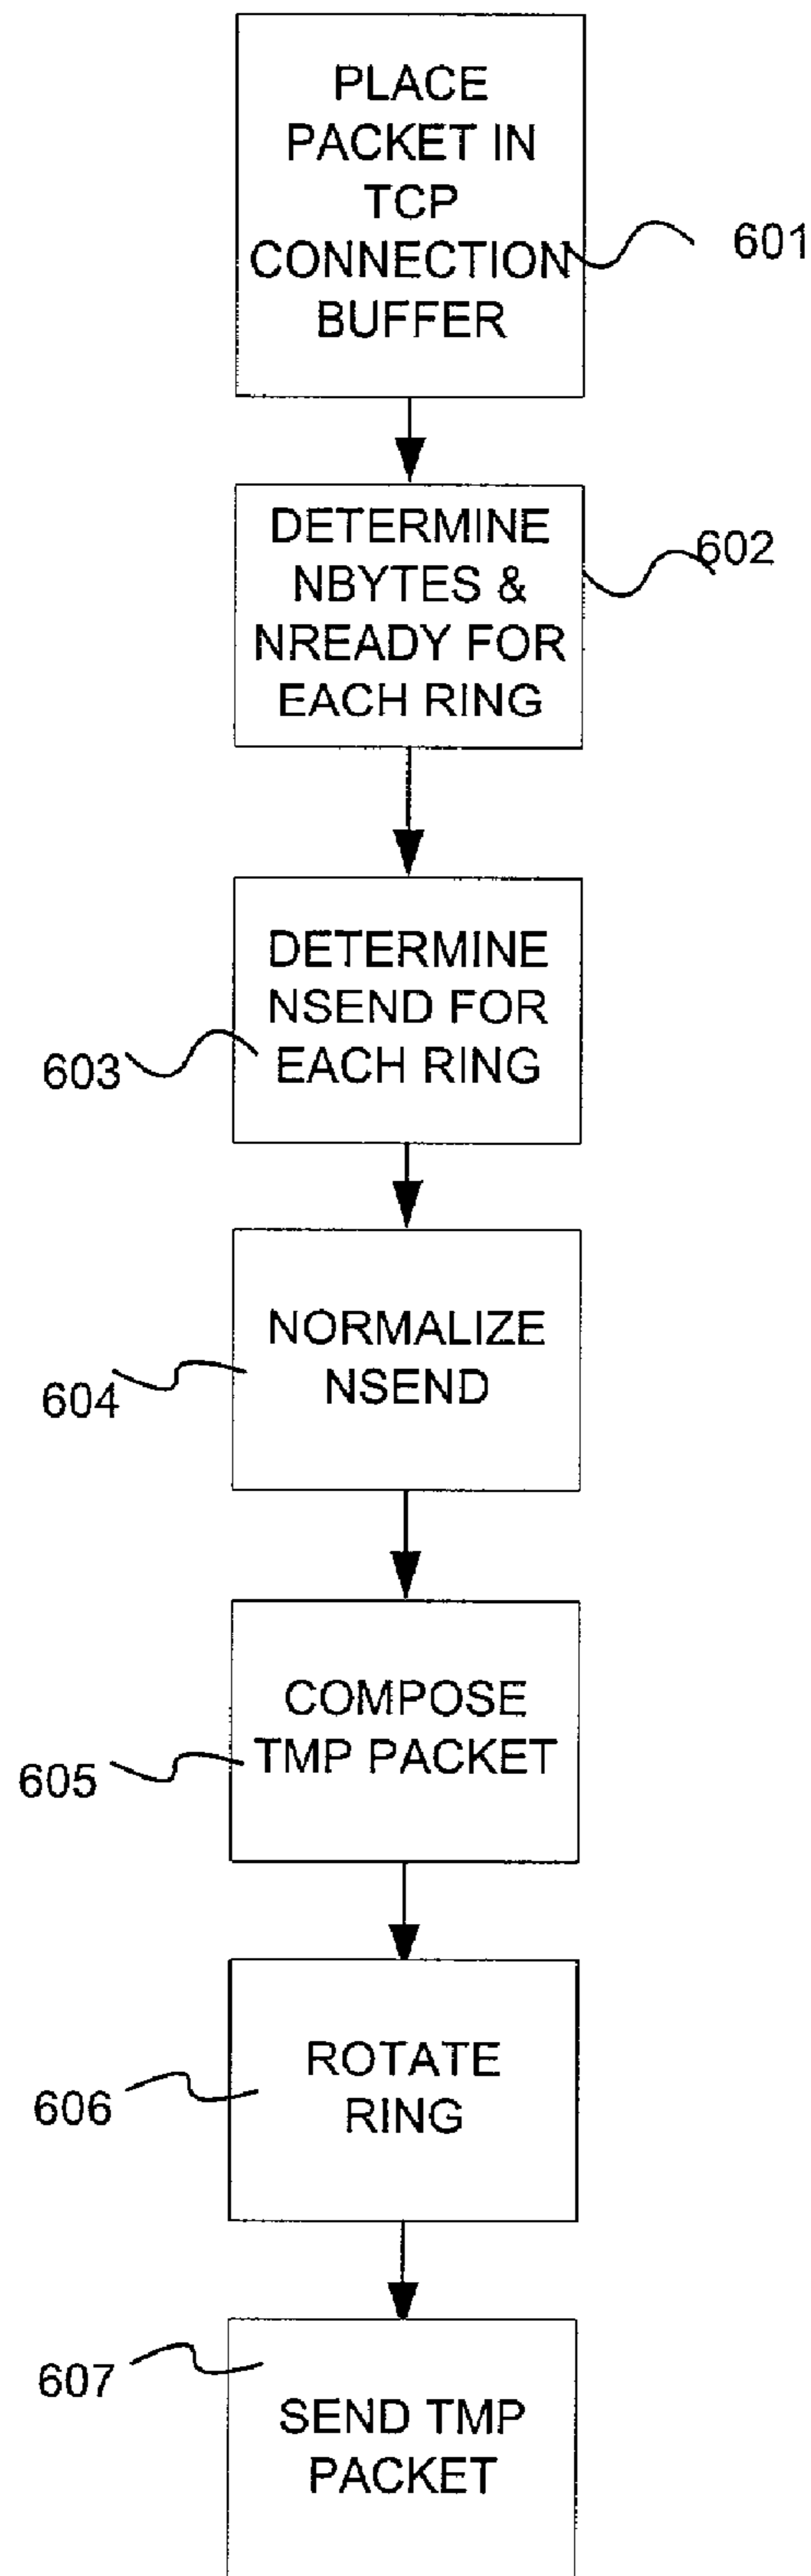 PLACE
PACKET IN
TCP
CONNECTION
BUFFER
601
DETERMINE
NBYTES &
NREADY FOR
EACH RING
602
DETERMINE
NSEND FOR
EACH RING
603
NORMALIZE
NSEND
604
COMPOSE
TMP PACKET
605
ROTATE
RING
606
607
SEND TMP
PACKET